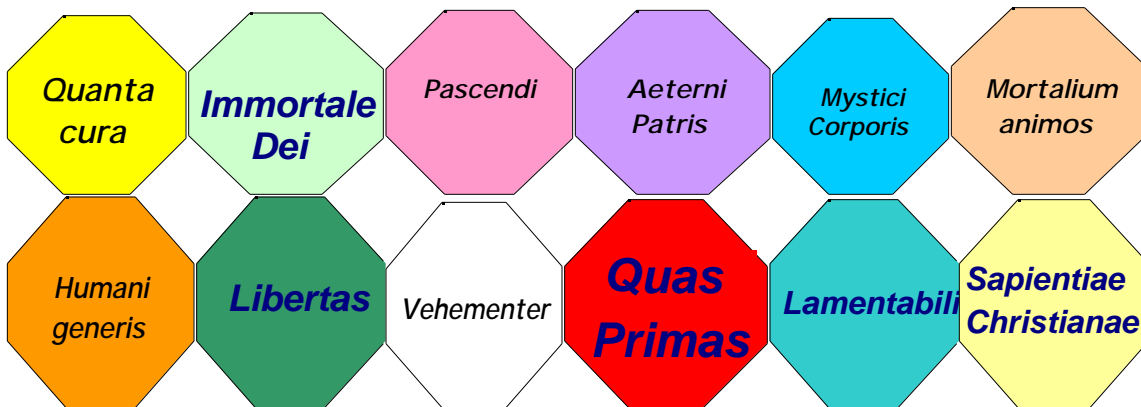 Quanta
cura
Immortale
Dei
Pascendi
Aeterni
Patris
Mystici
Corporis
Mortalium
animos
Humani
generis
Libertas
Vehementer
Quas
Primas
Lamentabili
Sapientiae
Christianae